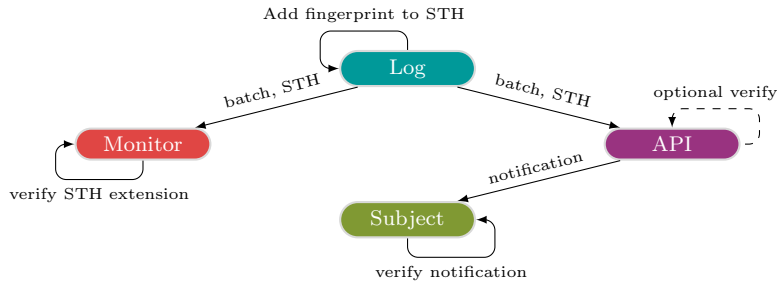 Add fingerprint to STH
Log
batch, STH
batch, STH
optional verify
Monitor
API
verify STH extension
notification
Subject
verify notification